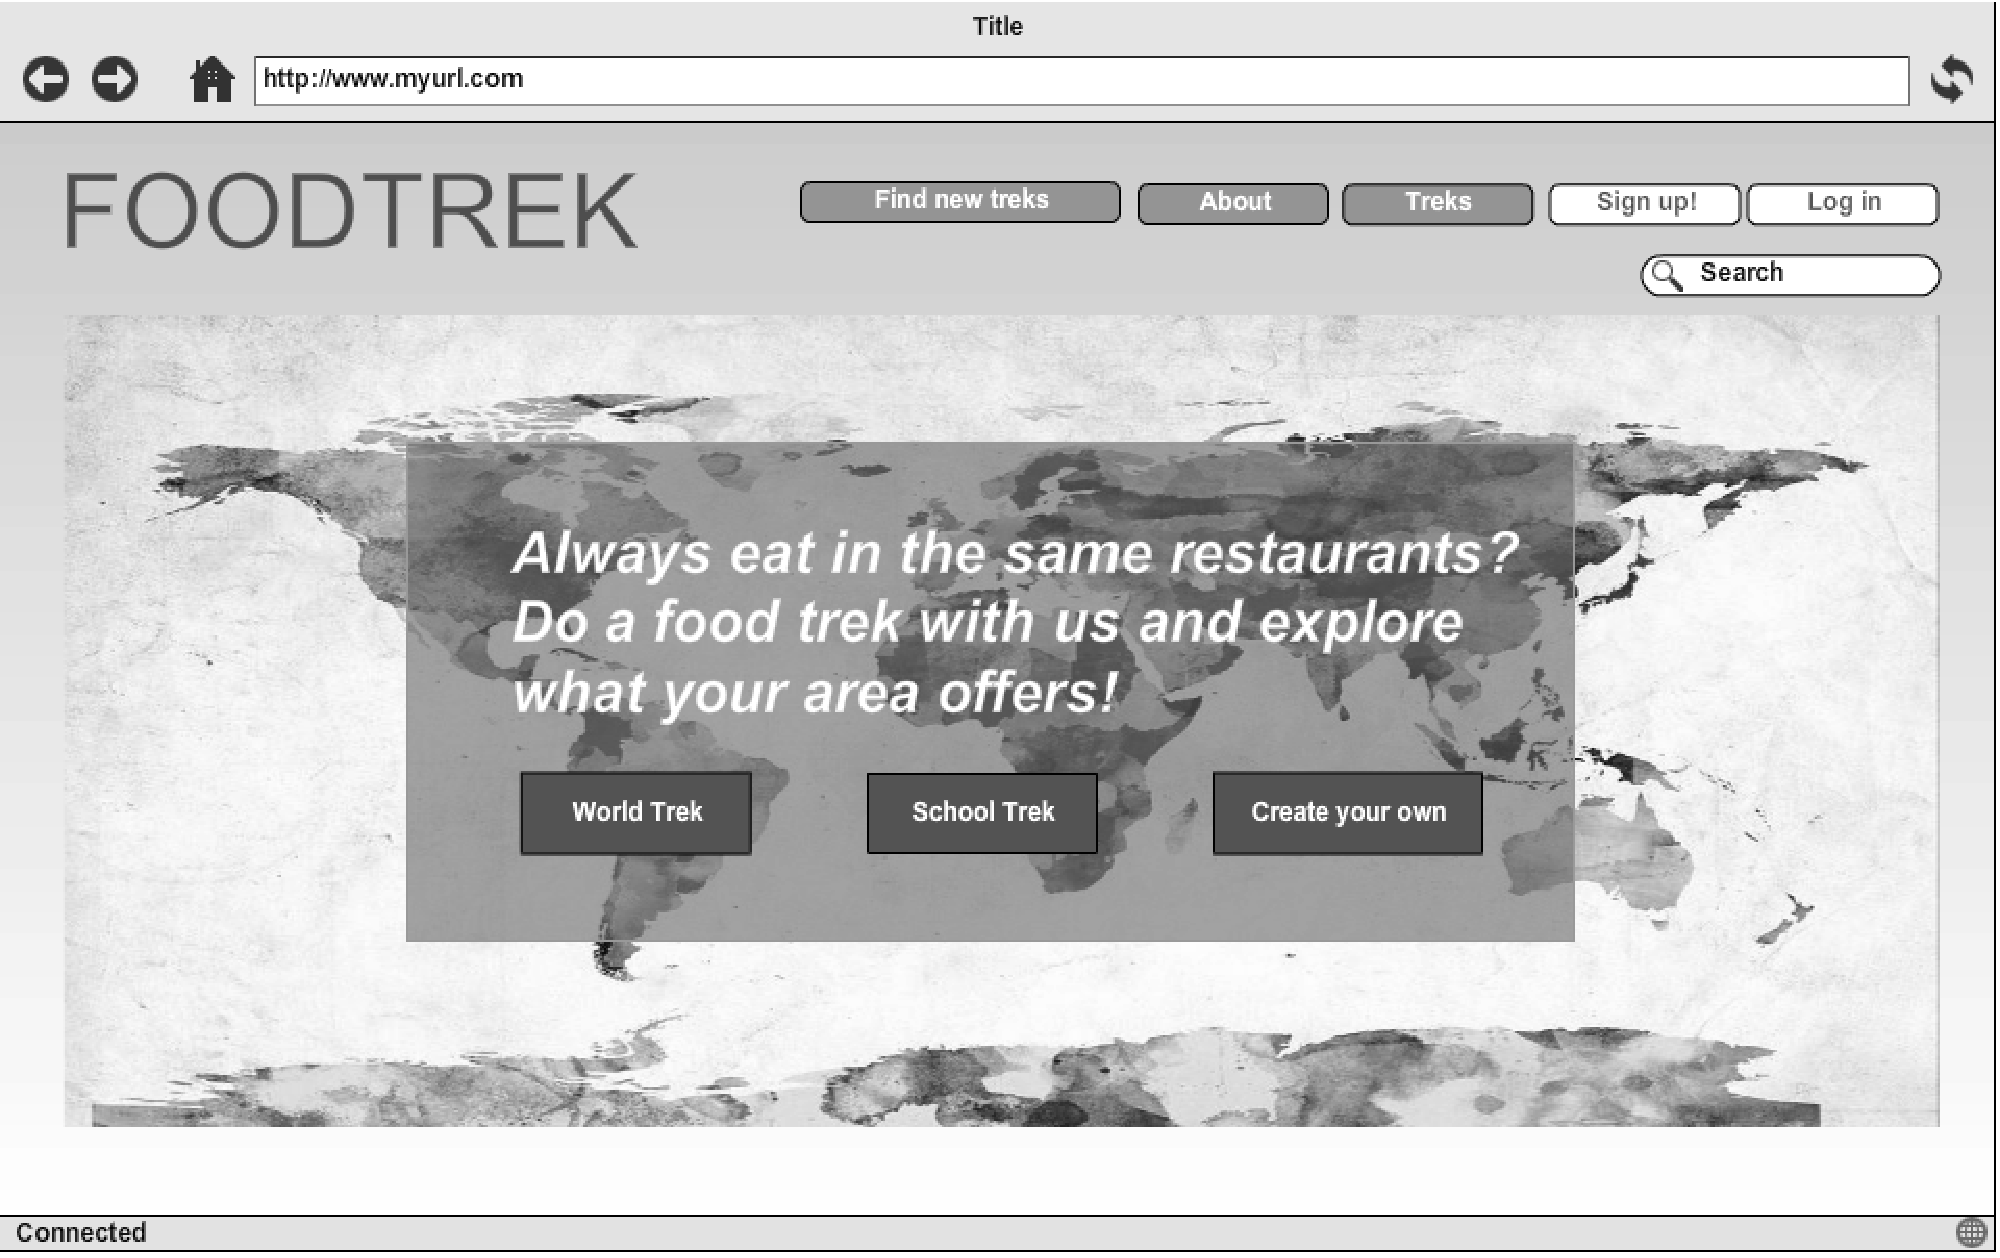 Title
http://www.myurl.com
FOODTREK
Find new treks
About
Treks
Sign up!
Log in
Search
Always eat in the same restaurants?
Do a food trek with us and explore
what your area offers!
World Trek
School Trek
Create your own
Connected